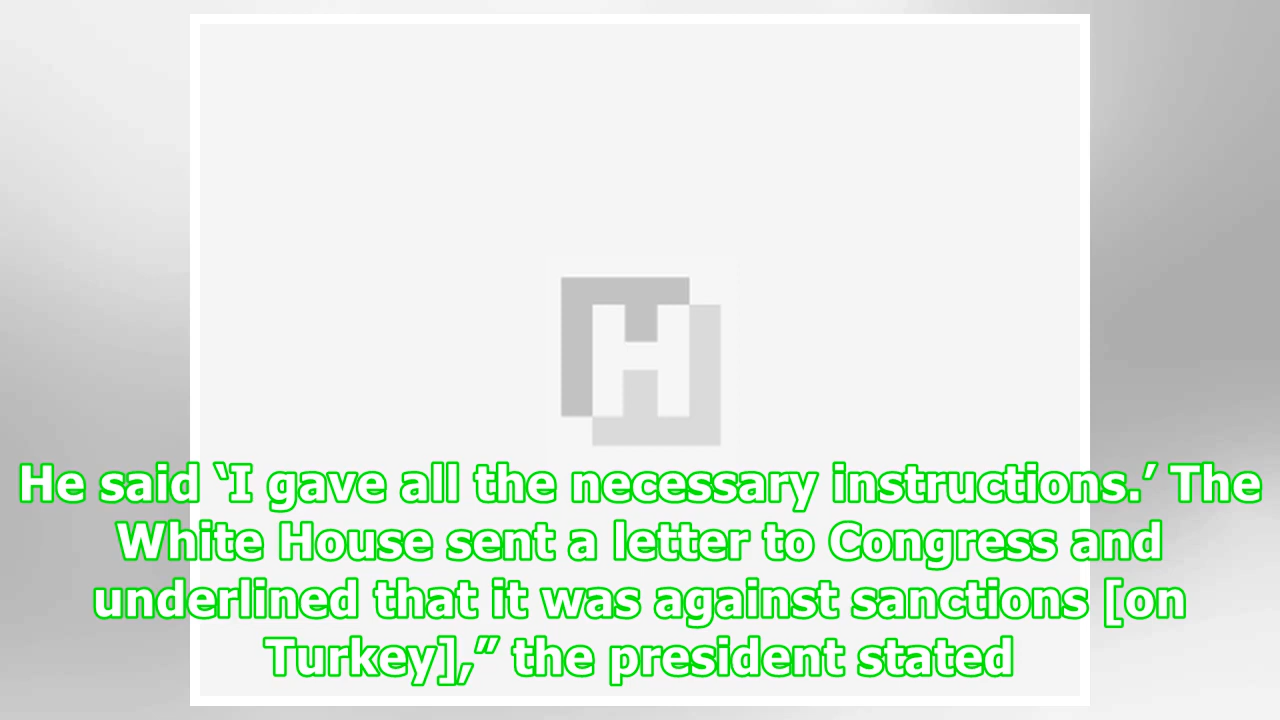 He said ‘I gave all the necessary instructions.’ The
White House sent a letter to Congress and
underlined that it was against sanctions [on
Turkey],” the president stated